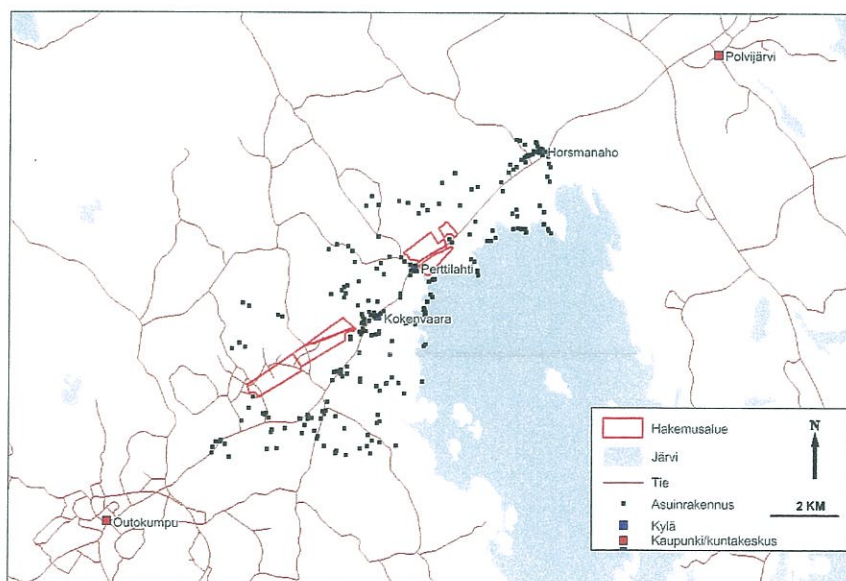 Polvijärvi
Horsmanaho
Perttilahti
Kokenvaara
Outokumpu
Hakemusalue
Järvi
Tie
Asuinrakennus
Kylä
Kaupunki/kuntakeskus
N
2 KM